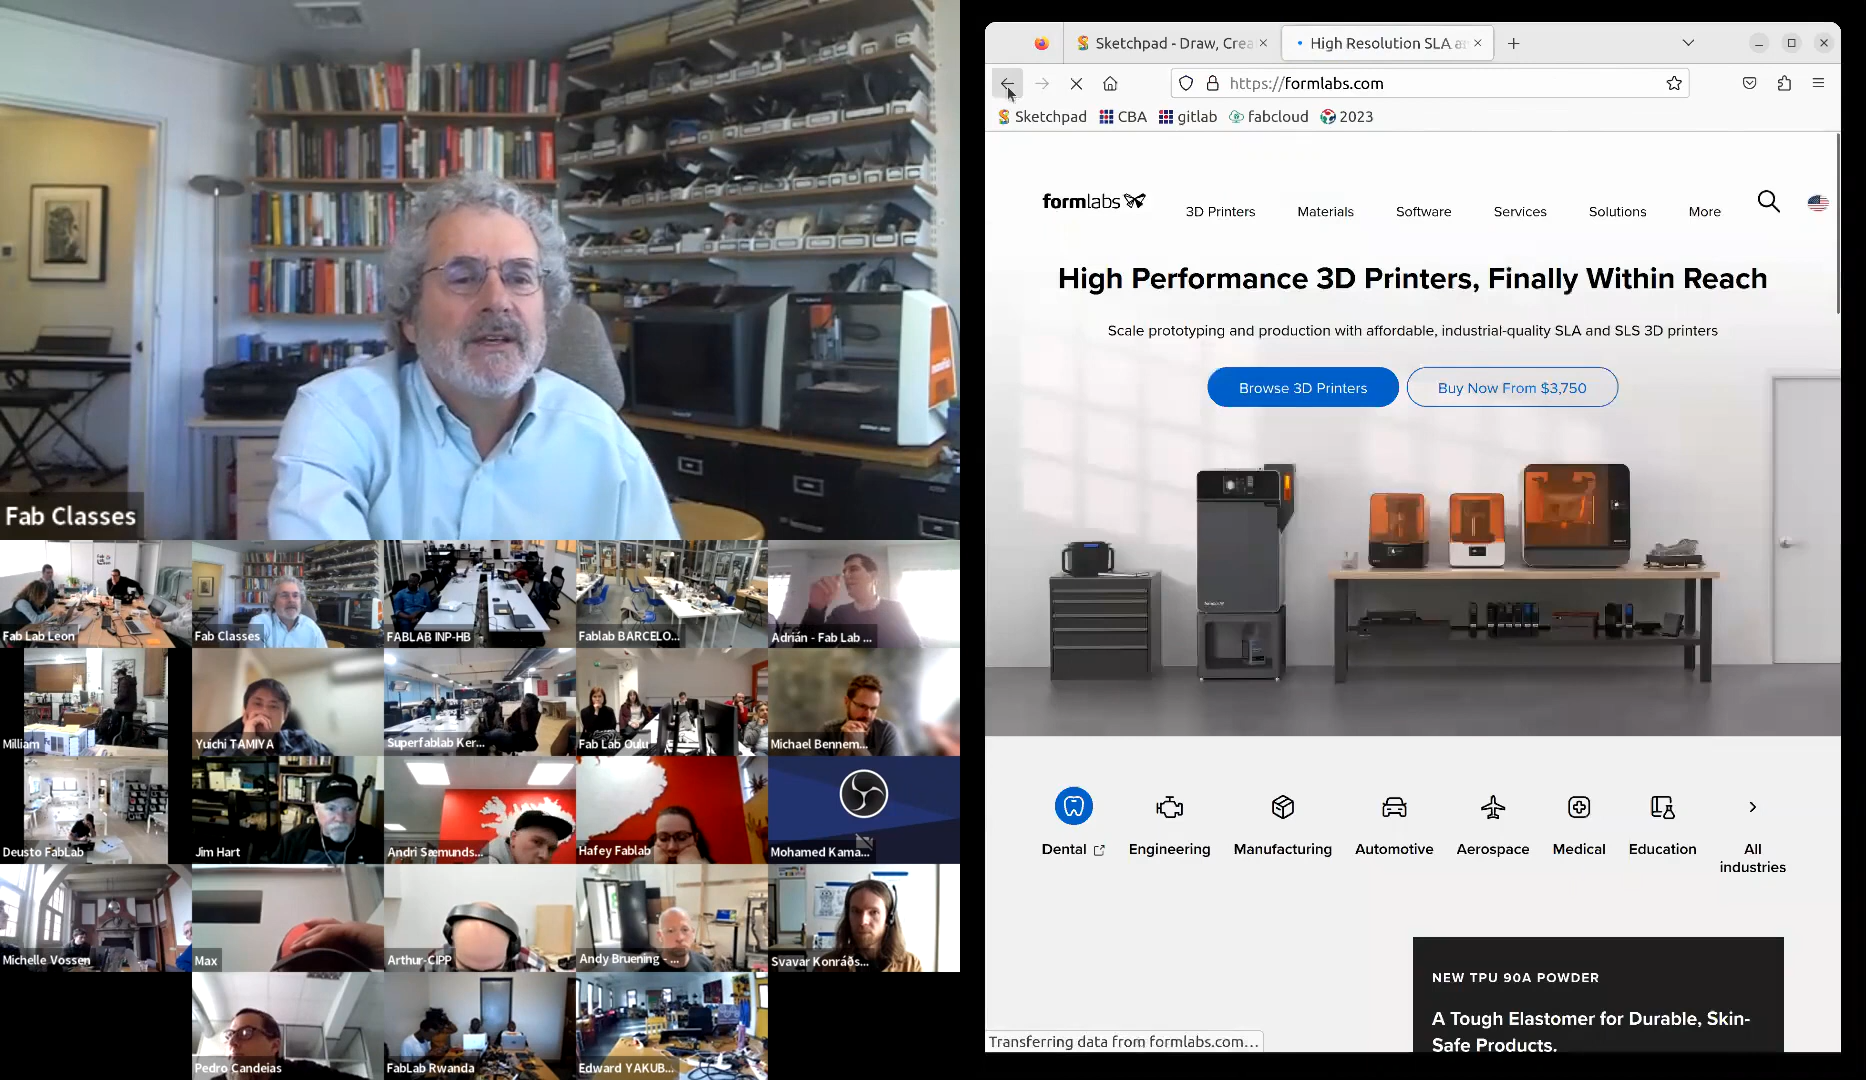 Fab Classes
Fab Lab Leon
Fab Classes
FABLAB INP-HB
Fablab BARCELO...
Adrián - Fab Lab ...
Milliam
Yuichi TAMIYA
Superfablab Ker...
Fab Lab Oulu
Michael Bennem...
Deusto FabLab
Jim Hart
Andri Sæmunds...
Hafey Fablab
Mohamed Kama...
Michelle Vossen
Max
Arthur-CIPP
Andy Bruening - ...
Svavar Konráðs...
Pedro Candeias
FabLab Rwanda
Edward YAKUB...
Sketchpad - Draw, Crea
High Resolution SLA a
https://formlabs.com
Sketchpad
CBA
gitlab
fabcloud
2023
formlabs
3D Printers
Materials
Software
Services
Solutions
More
High Performance 3D Printers, Finally Within Reach
Scale prototyping and production with affordable, industrial-quality SLA and SLS 3D printers
Browse 3D Printers
Buy Now From $3,750
Dental
Engineering
Manufacturing
Automotive
Aerospace
Medical
Education
All
industries
NEW TPU 90A POWDER
A Tough Elastomer for Durable, Skin-
Safe Products.
Transferring data from formlabs.com...